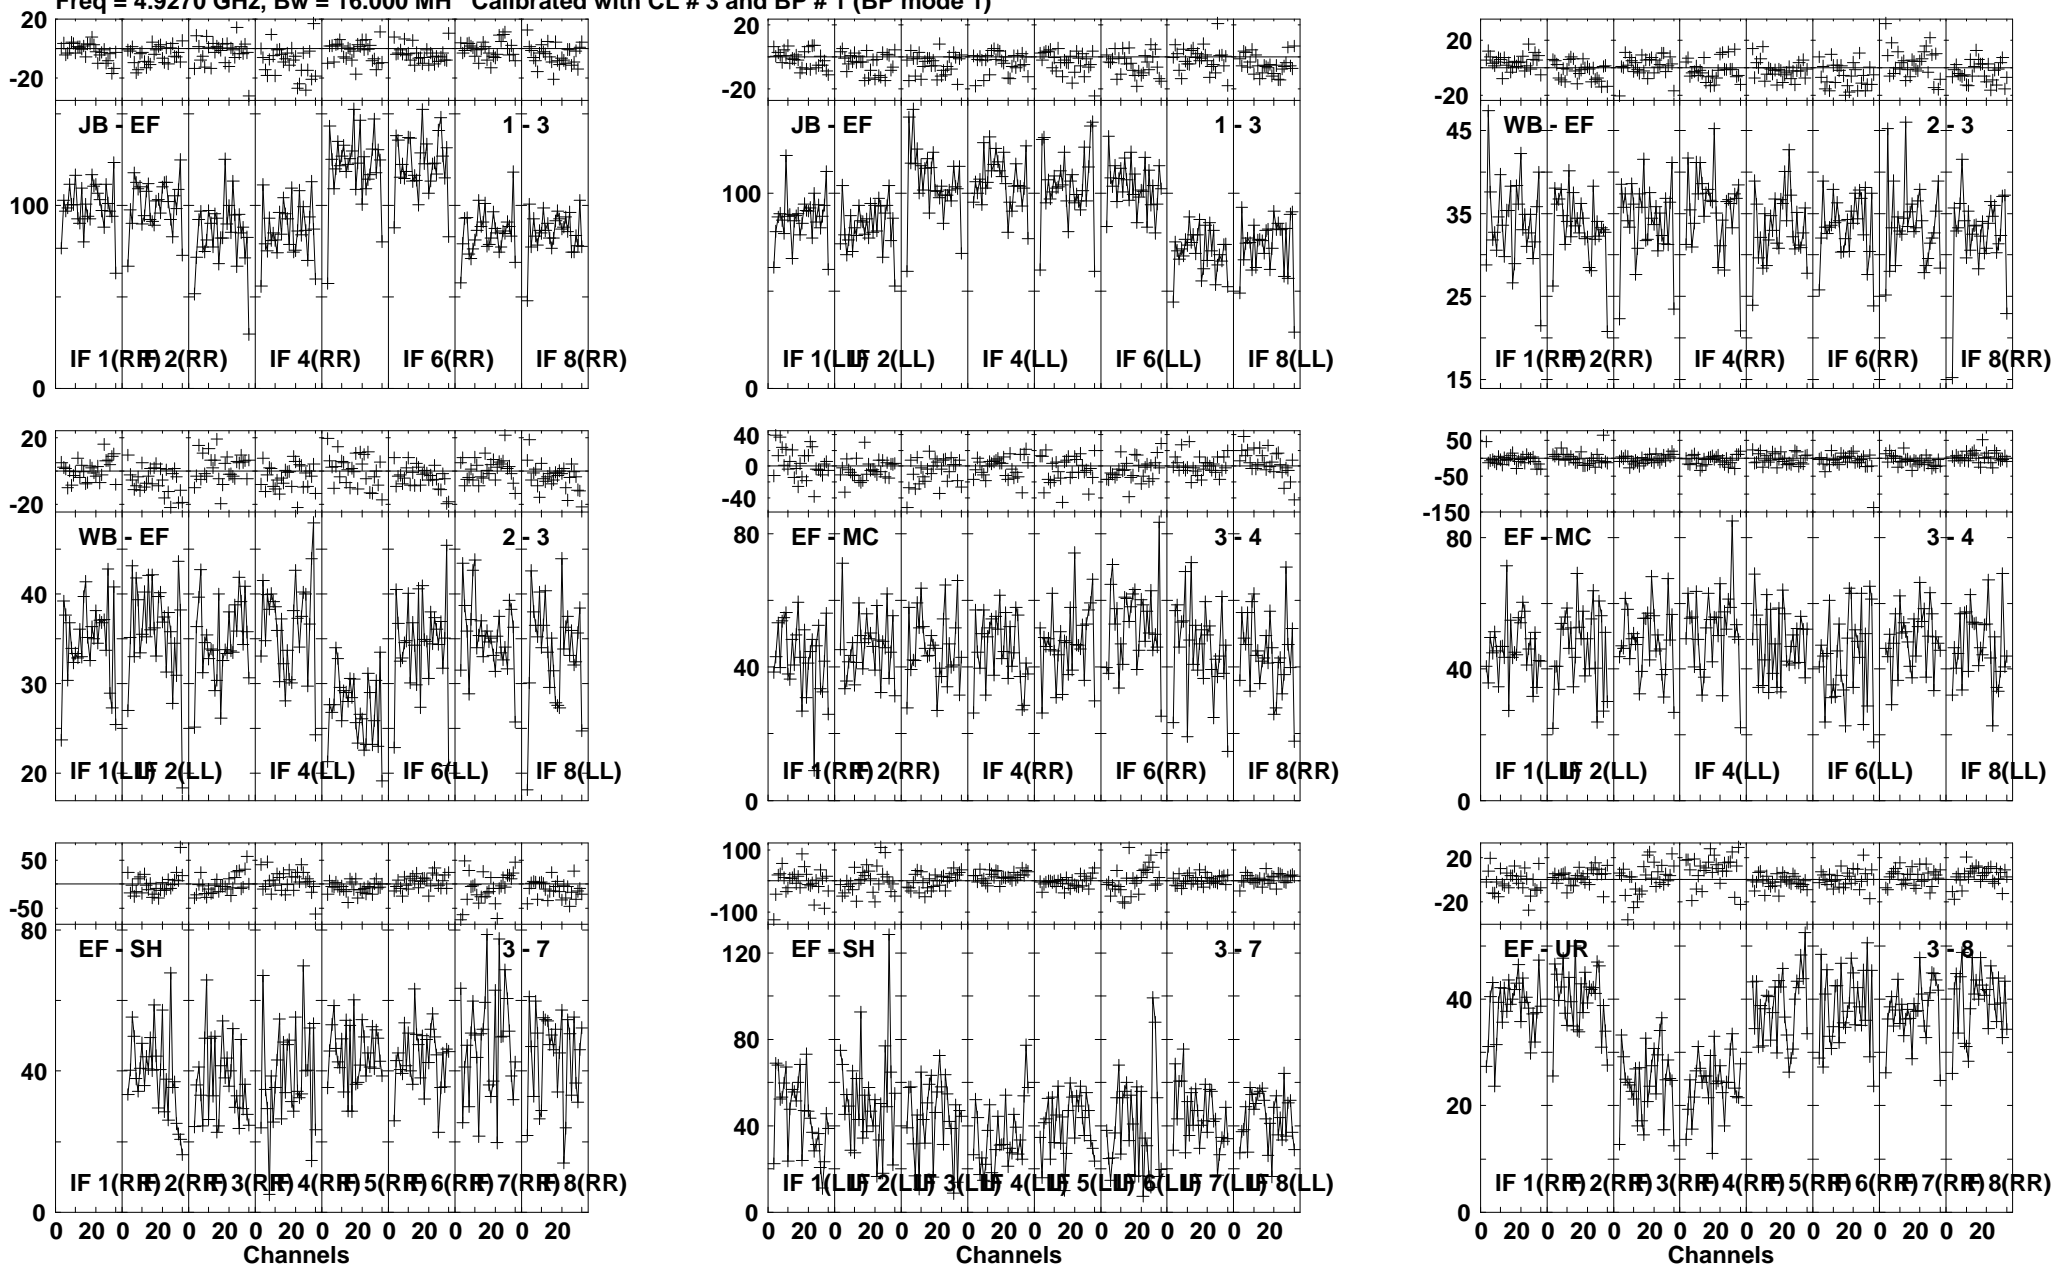 Freq = 4.9270 GHz, Bw = 16.000 MH Calibrated with CL # 3 and BP # 1 (BP mode 1)
20
-20
JB - EF 1 - 3
100
IF 1(RR) IF 2(RR) IF 4(RR) IF 6(RR) IF 8(RR)
0
20
-20
JB - EF 1 - 3
100
IF 1(LL) IF 2(LL) IF 4(LL) IF 6(LL) IF 8(LL)
0
20
-20
WB - EF 2 - 3
45
35
25
IF 1(RR) IF 2(RR) IF 4(RR) IF 6(RR) IF 8(RR)
15
20
-20
WB - EF 2 - 3
40
30
20
IF 1(LL) IF 2(LL) IF 4(LL) IF 6(LL) IF 8(LL)
40
0
-40
EF - MC 3 - 4
80
40
IF 1(RR) IF 2(RR) IF 4(RR) IF 6(RR) IF 8(RR)
0
50
-50
-150
EF - MC 3 - 4
80
40
IF 1(LL) IF 2(LL) IF 4(LL) IF 6(LL) IF 8(LL)
0
50
-50
80
EF - SH 3 - 7
40
IF 1(RR) IF 2(RR) IF 3(RR) IF 4(RR) IF 5(RR) IF 6(RR) IF 7(RR) IF 8(RR)
0
0 20 0 20 0 20 0 20 0 20 0 20 0 20 0 20
Channels
100
-100
EF - SH 3 - 7
120
80
40
IF 1(LL) IF 2(LL) IF 3(LL) IF 4(LL) IF 5(LL) IF 6(LL) IF 7(LL) IF 8(LL)
0
0 20 0 20 0 20 0 20 0 20 0 20 0 20 0 20
Channels
20
-20
EF - UR 3 - 8
40
20
IF 1(RR) IF 2(RR) IF 3(RR) IF 4(RR) IF 5(RR) IF 6(RR) IF 7(RR) IF 8(RR)
0
0 20 0 20 0 20 0 20 0 20 0 20 0 20 0 20
Channels